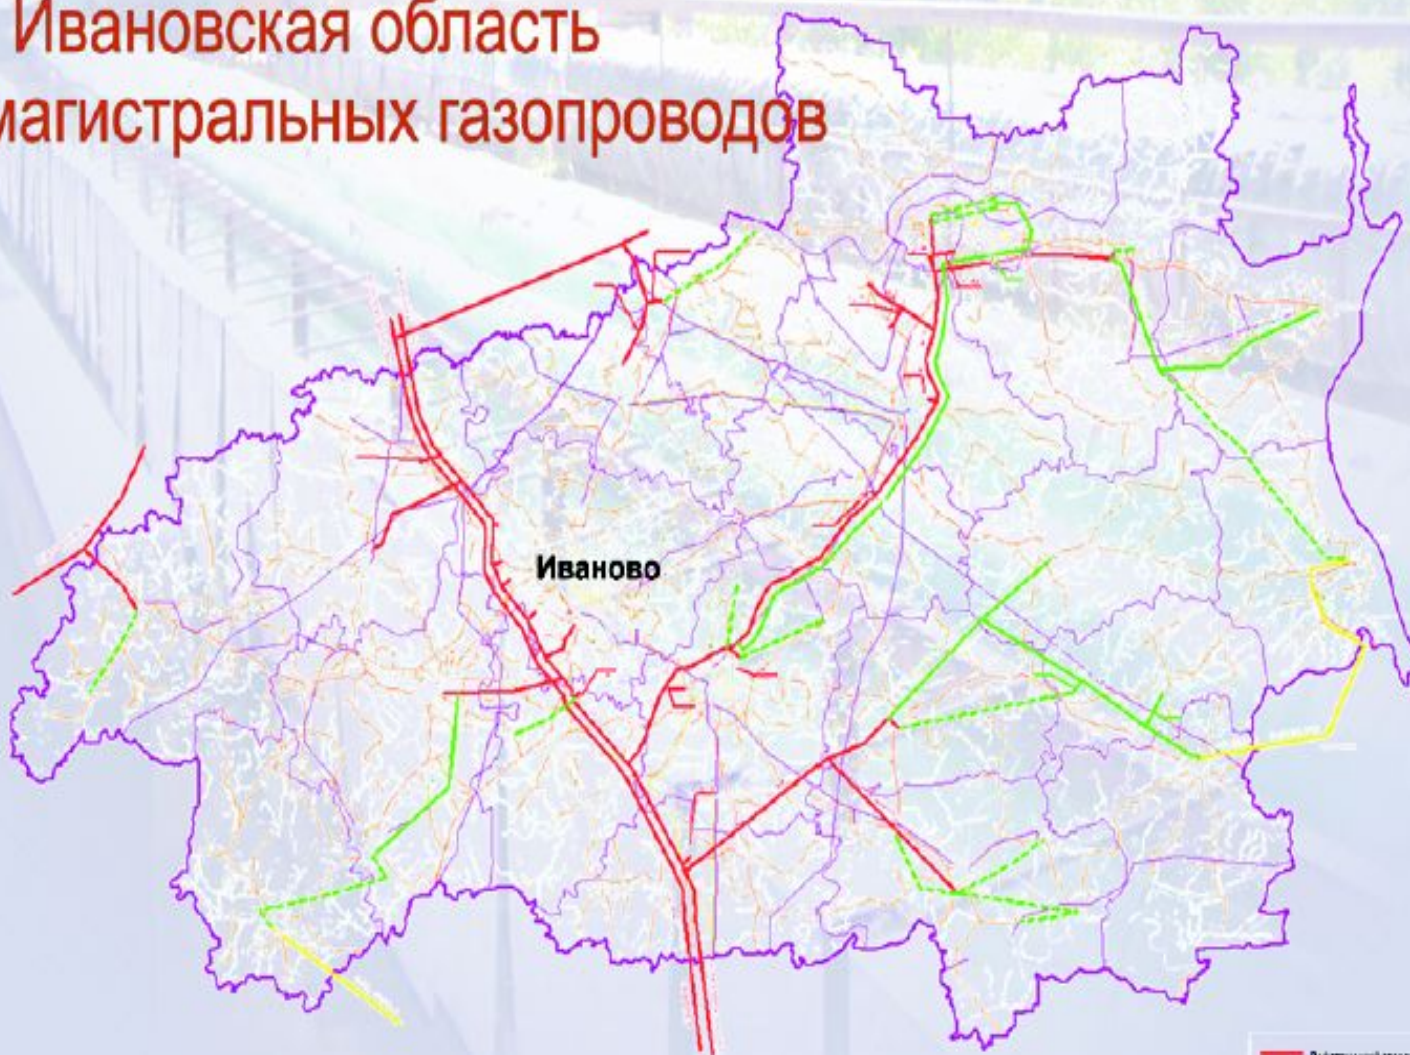 Ивановская область
магистральных газопроводов
Иваново